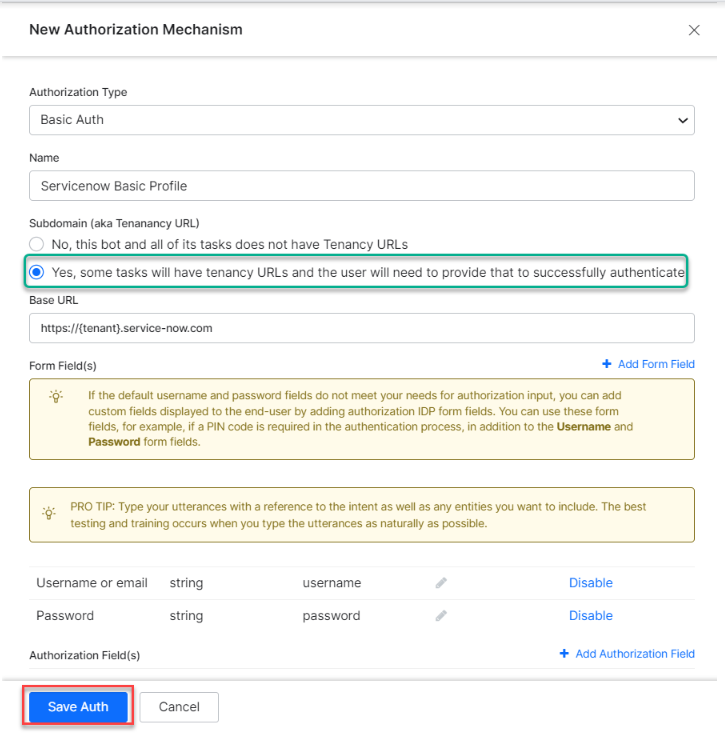 New Authorization Mechanism
Authorization Type
Basic Auth
Name
Servicenow Basic Profile
Subdomain (aka Tenanancy URL)
No, this bot and all of its tasks does not have Tenancy URLs
Yes, some tasks will have tenancy URLs and the user will need to provide that to successfully authenticate
Base URL
https://{tenant}.service-now.com
Form Field(s)
+ Add Form Field
If the default username and password fields do not meet your needs for authorization input, you can add
custom fields displayed to the end-user by adding authorization IDP form fields. You can use these form
fields, for example, if a PIN code is required in the authentication process, in addition to the Username and
Password form fields.
PRO TIP: Type your utterances with a reference to the intent as well as any entities you want to include. The best
testing and training occurs when you type the utterances as naturally as possible.
Username or email string username Disable
Password string password Disable
Authorization Field(s)
+ Add Authorization Field
Save Auth
Cancel